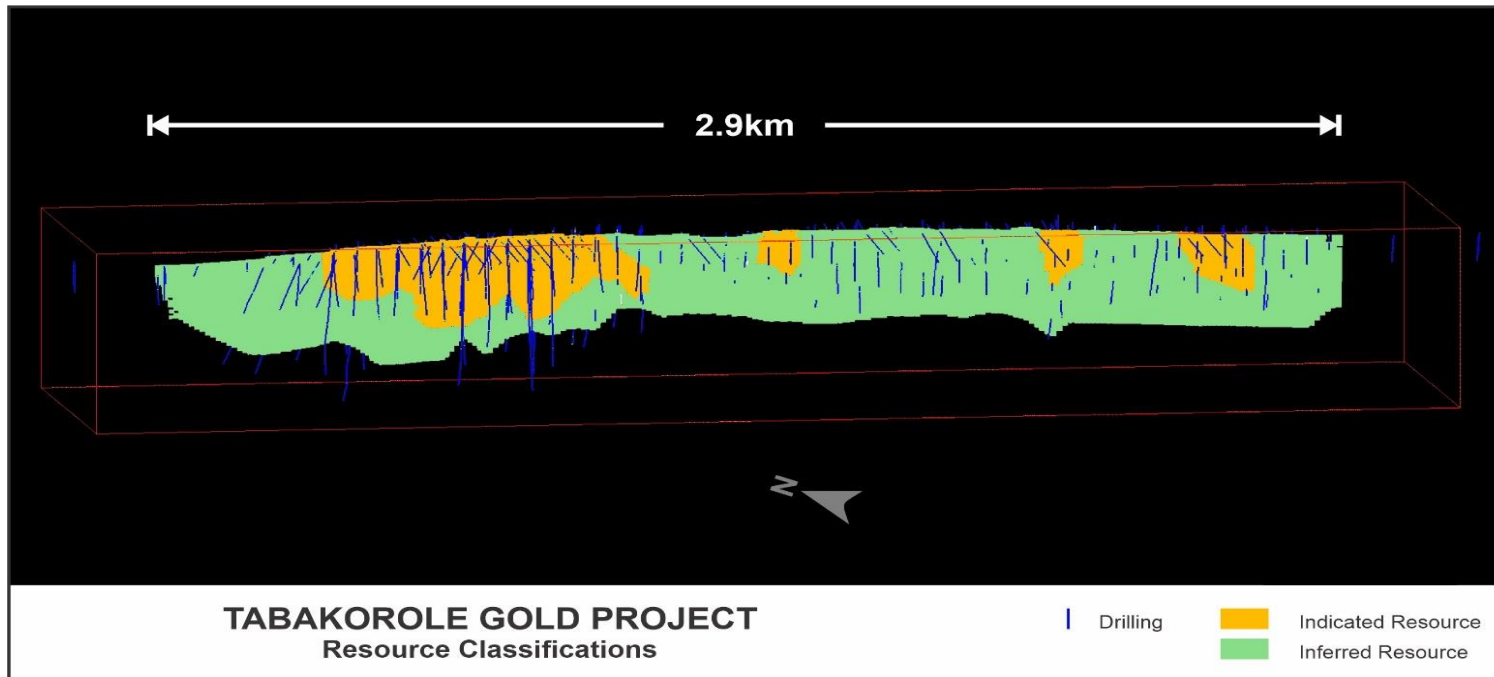 2.9km
N
TABAKOROLE GOLD PROJECT
Resource Classifications
Drilling
Indicated Resource
Inferred Resource